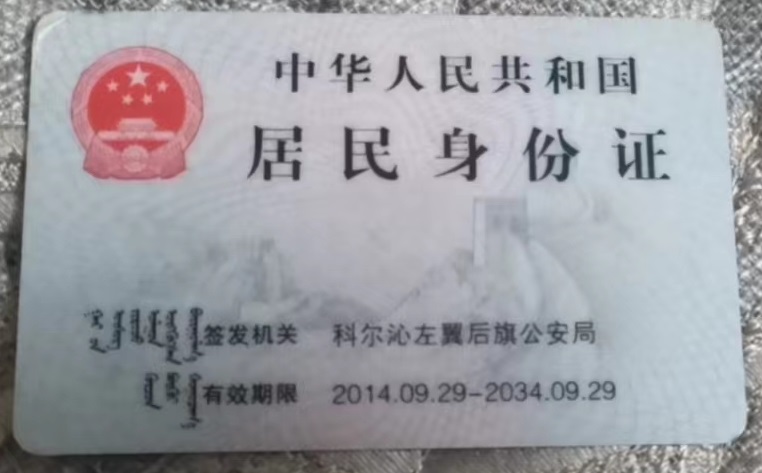 中华人民共和国
居民身份证
签发机关 科尔沁左翼后旗公安局
有效期限 2014.09.29-2034.09.29